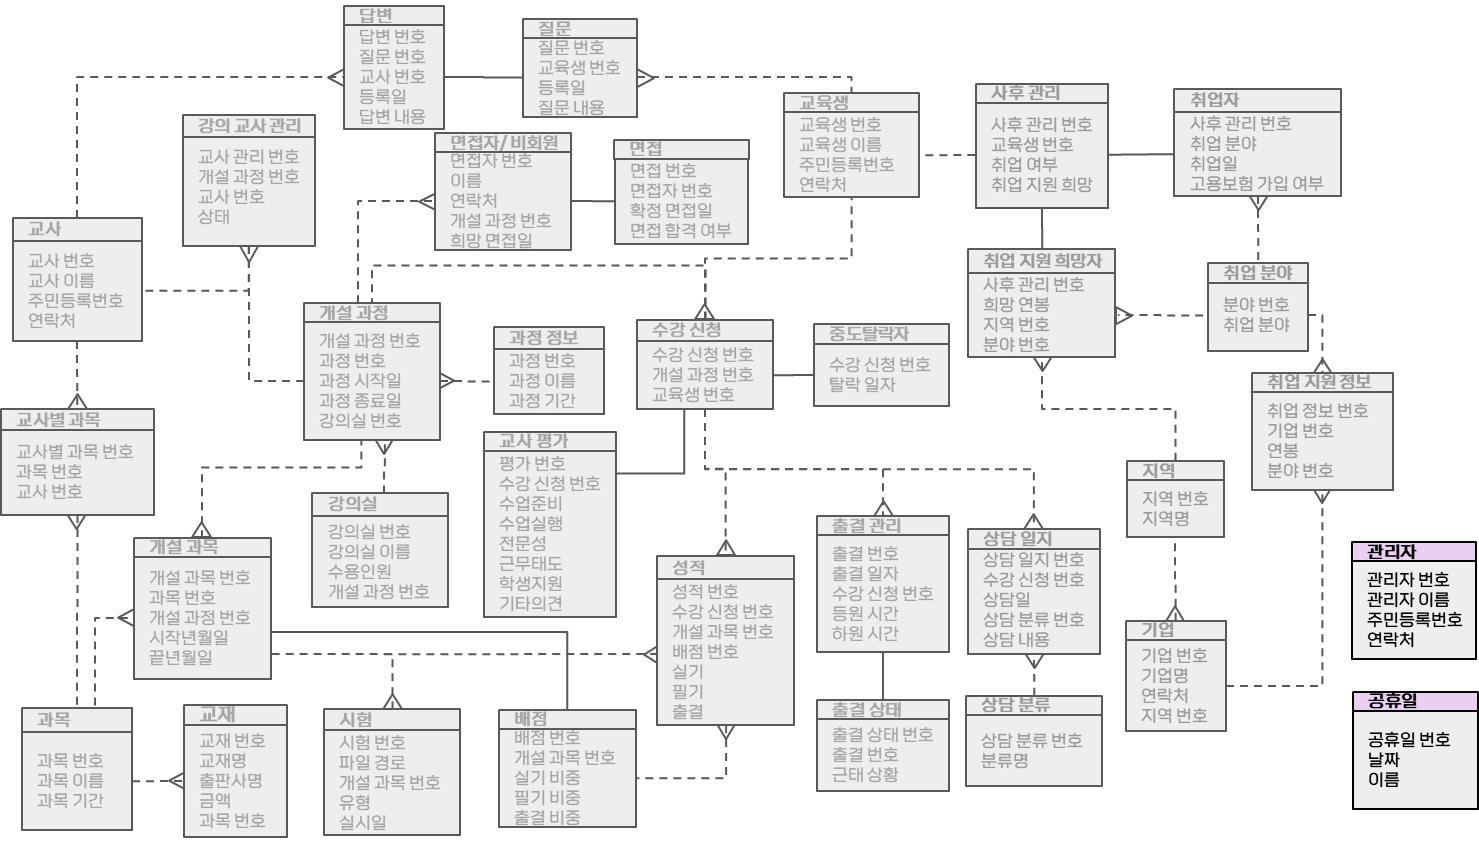 답변
답변 번호
질문 번호
교사 번호
등록일
답변 내용
질문
질문 번호
교육생 번호
등록일
질문 내용
강의 교사 관리
교사 관리 번호
개설 과정 번호
교사 번호
상태
면접자/비회원
면접자 번호
이름
연락처
개설 과정 번호
희망 면접일
면접
면접 번호
면접자 번호
확정 면접일
면접 합격 여부
교육생
교육생 번호
교육생 이름
주민등록번호
연락처
사후 관리
사후 관리 번호
교육생 번호
취업 여부
취업 지원 희망
취업자
사후 관리 번호
취업 분야
취업일
고용보험 가입 여부
교사
교사 번호
교사 이름
주민등록번호
연락처
개설 과정
개설 과정 번호
과정 번호
과정 시작일
과정 종료일
강의실 번호
과정 정보
과정 번호
과정 이름
과정 기간
수강 신청
수강 신청 번호
개설 과정 번호
교육생 번호
중도탈락자
수강 신청 번호
탈락 일자
취업 지원 희망자
사후 관리 번호
희망 연봉
지역 번호
분야 번호
취업 분야
분야 번호
취업 분야
취업 지원 정보
취업 정보 번호
기업 번호
연봉
분야 번호
교사별 과목
교사별 과목 번호
과목 번호
교사 번호
교사 평가
평가 번호
수강 신청 번호
수업준비
수업실행
전문성
근무태도
학생지원
기타의견
강의실
강의실 번호
강의실 이름
수용인원
개설 과정 번호
지역
지역 번호
지역명
개설 과목
개설 과목 번호
과목 번호
개설 과정 번호
시작년월일
끝년월일
성적
성적 번호
수강 신청 번호
개설 과목 번호
배점 번호
실기
필기
출결
출결 관리
출결 번호
출결 일자
수강 신청 번호
등원 시간
하원 시간
상담 일지
상담 일지 번호
수강 신청 번호
상담일
상담 분류 번호
상담 내용
관리자
관리자 번호
관리자 이름
주민등록번호
연락처
기업
기업 번호
기업명
연락처
지역 번호
과목
과목 번호
과목 이름
과목 기간
교재
교재 번호
교재명
출판사명
금액
과목 번호
시험
시험 번호
파일 경로
개설 과목 번호
유형
실시일
배점
배점 번호
개설 과목 번호
실기 비중
필기 비중
출결 비중
출결 상태
출결 상태 번호
출결 번호
근태 상황
상담 분류
상담 분류 번호
분류명
공휴일
공휴일 번호
날짜
이름